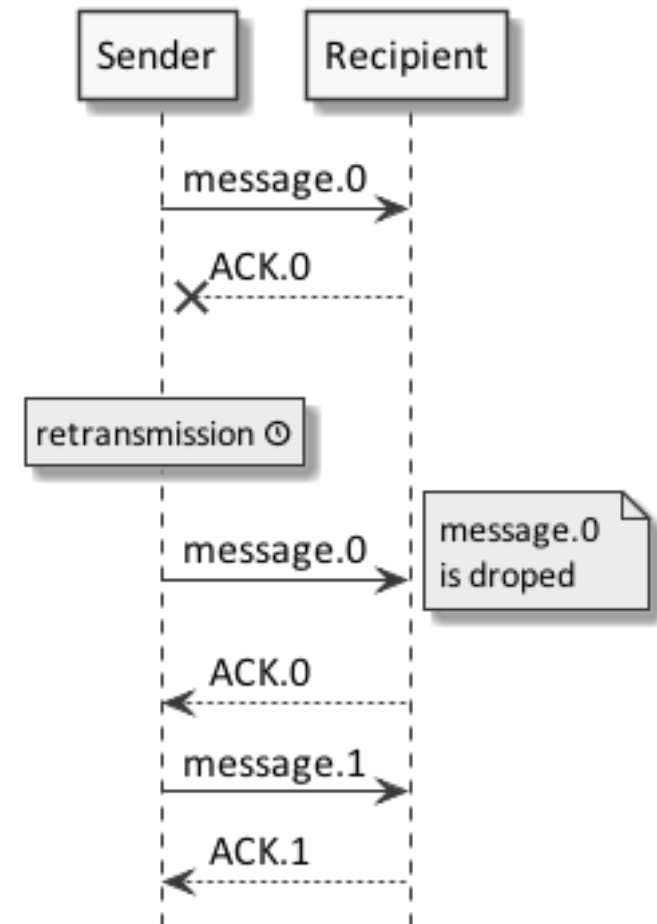 Sender
Recipient
message.0
ACK.0
retransmission
message.0
message.0
is droped
ACK.0
message.1
ACK.1